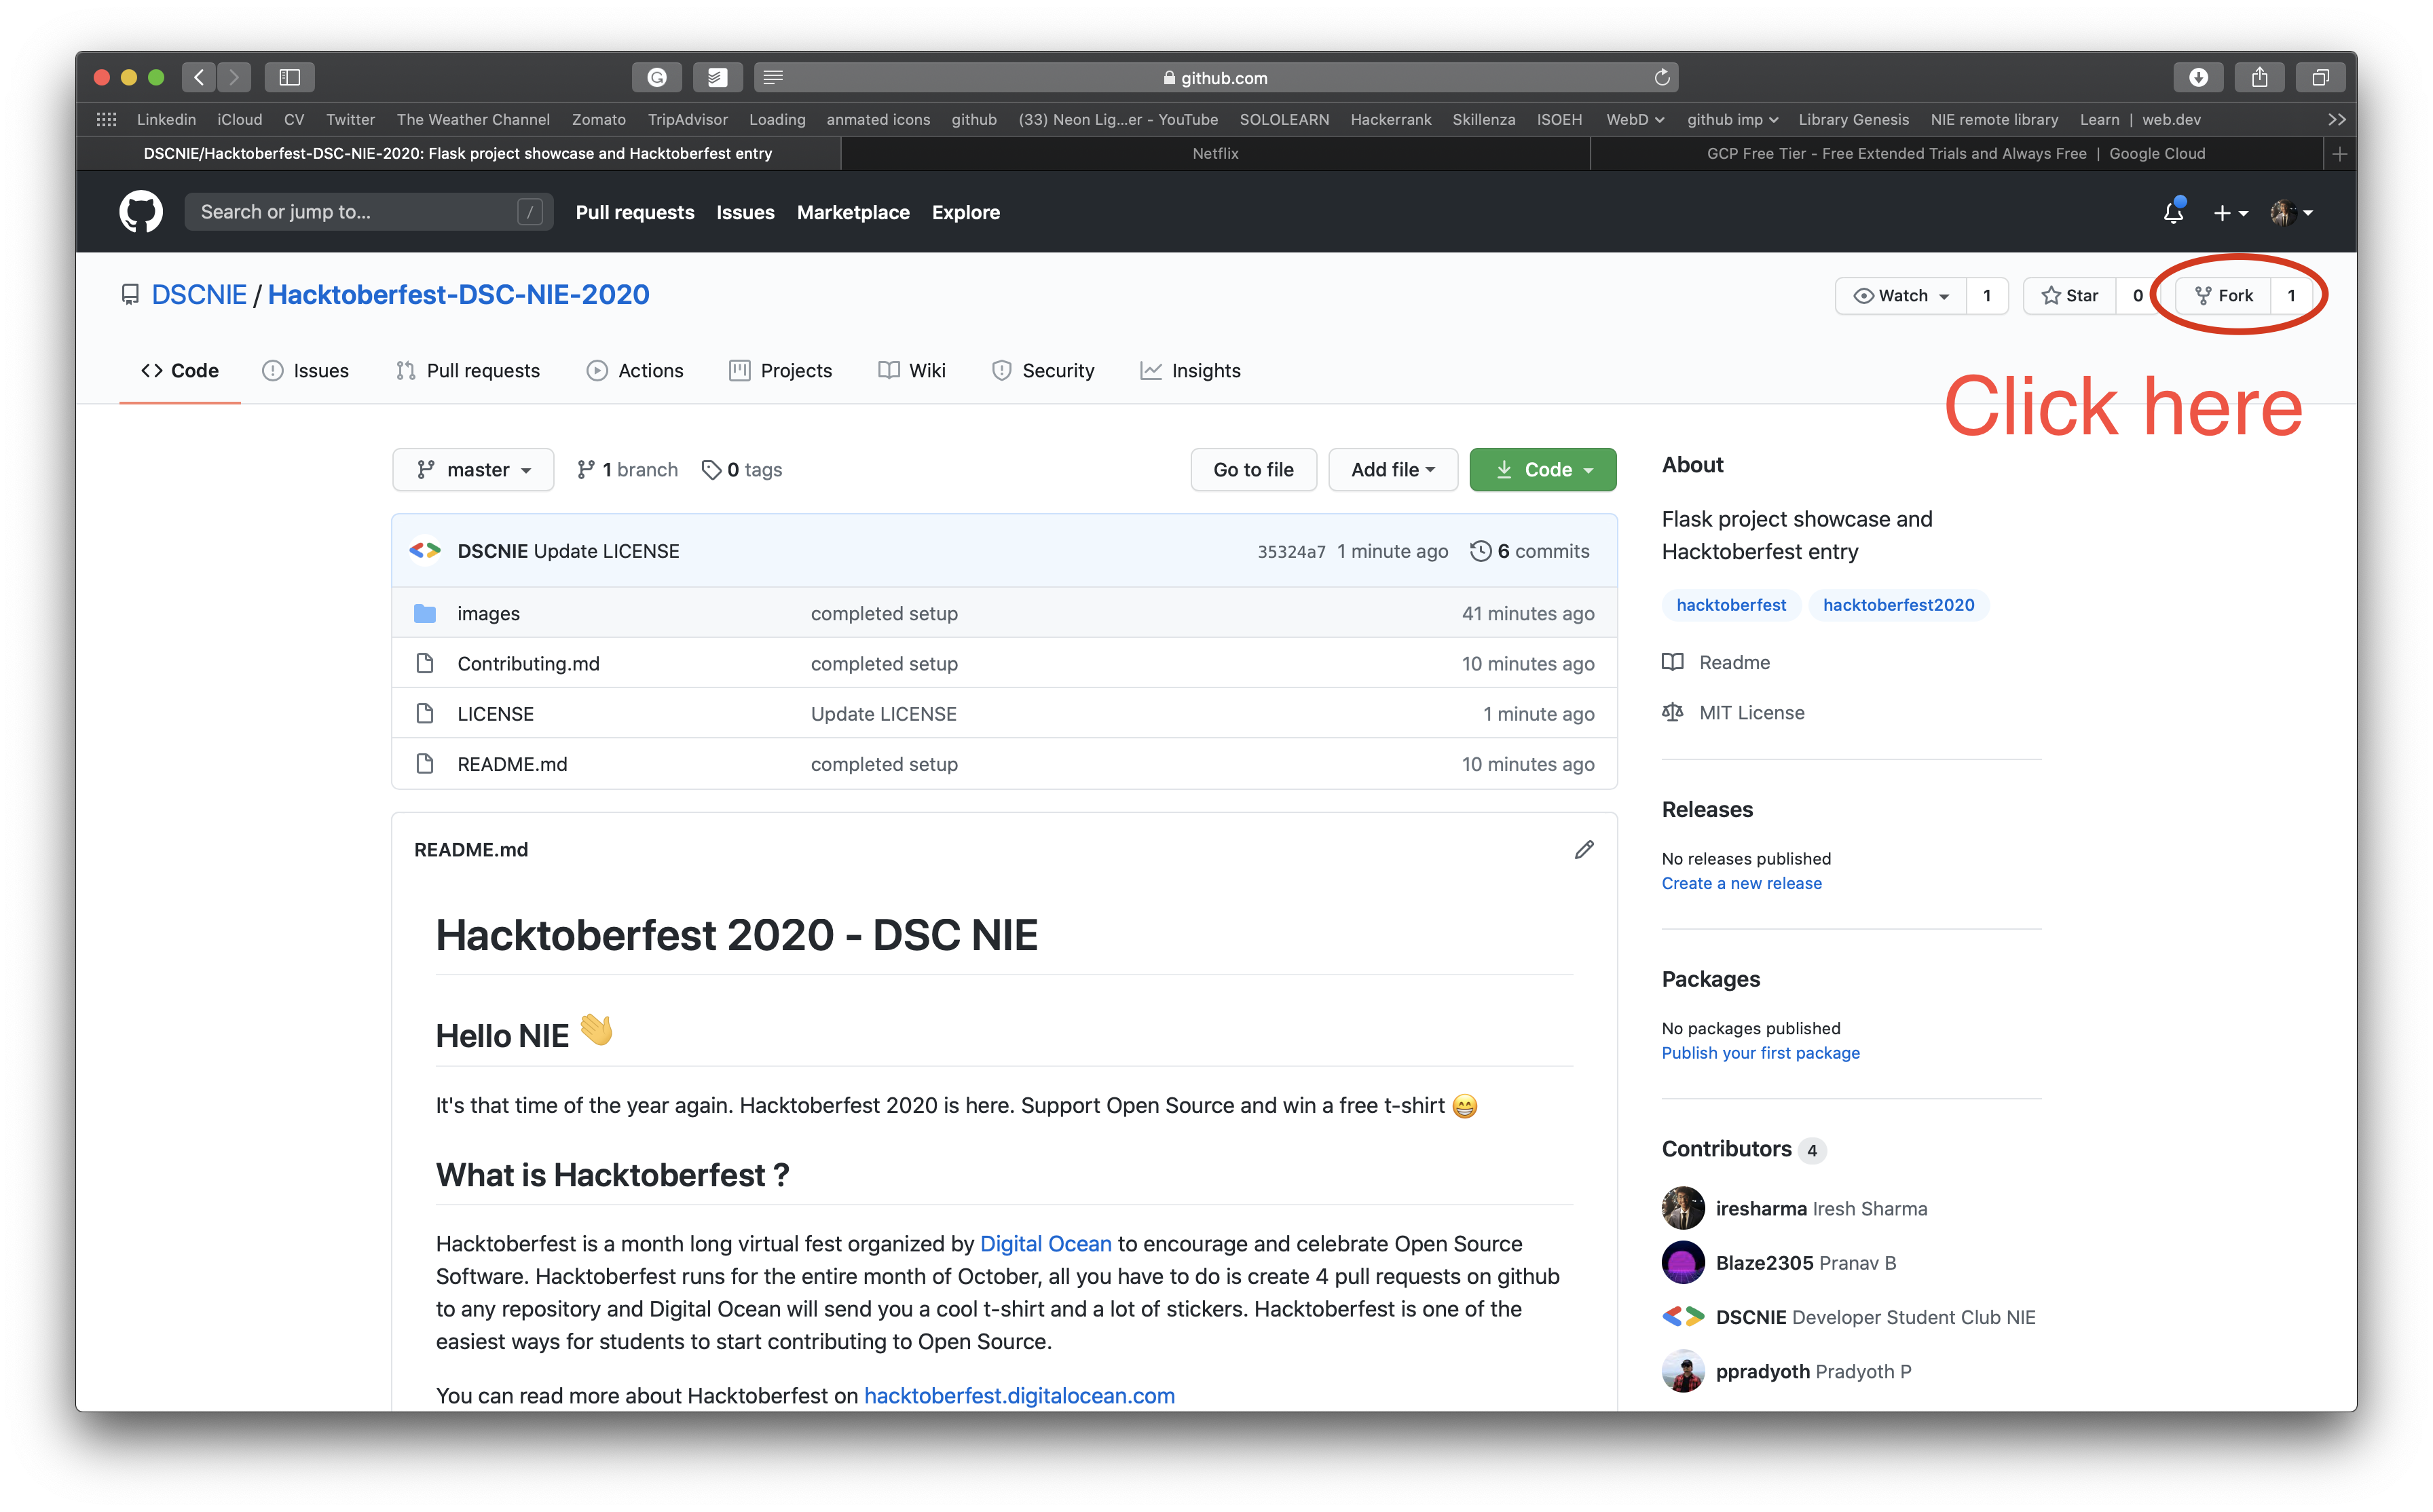 github.com
Linkedin iCloud CV Twitter The Weather Channel Zomato TripAdvisor Loading anmated icons github (33) Neon Lig...er - YouTube SOLOLEARN Hackerrank Skillenza ISOEH WebD github imp Library Genesis NIE remote library Learn | web.dev
DSCNIE/Hacktoberfest-DSC-NIE-2020: Flask project showcase and Hacktoberfest entry Netflix GCP Free Tier - Free Extended Trials and Always Free | Google Cloud
Search or jump to... / Pull requests Issues Marketplace Explore
DSCNIE / Hacktoberfest-DSC-NIE-2020 Watch 1 Star 0 Fork 1
Code Issues Pull requests Actions Projects Wiki Security Insights
Click here
master 1 branch 0 tags Go to file Add file Code
DSCNIE Update LICENSE 35324a7 1 minute ago 6 commits
images completed setup 41 minutes ago
Contributing.md completed setup 10 minutes ago
LICENSE Update LICENSE 1 minute ago
README.md completed setup 10 minutes ago
README.md
Hacktoberfest 2020 - DSC NIE
Hello NIE 👋
It's that time of the year again. Hacktoberfest 2020 is here. Support Open Source and win a free t-shirt 😁
What is Hacktoberfest ?
Hacktoberfest is a month long virtual fest organized by Digital Ocean to encourage and celebrate Open Source
Software. Hacktoberfest runs for the entire month of October, all you have to do is create 4 pull requests on github
to any repository and Digital Ocean will send you a cool t-shirt and a lot of stickers. Hacktoberfest is one of the
easiest ways for students to start contributing to Open Source.
You can read more about Hacktoberfest on hacktoberfest.digitalocean.com
About
Flask project showcase and
Hacktoberfest entry
hacktoberfest hacktoberfest2020
Readme
MIT License
Releases
No releases published
Create a new release
Packages
No packages published
Publish your first package
Contributors 4
iresharma Iresh Sharma
Blaze2305 Pranav B
DSCNIE Developer Student Club NIE
ppradyoth Pradyoth P